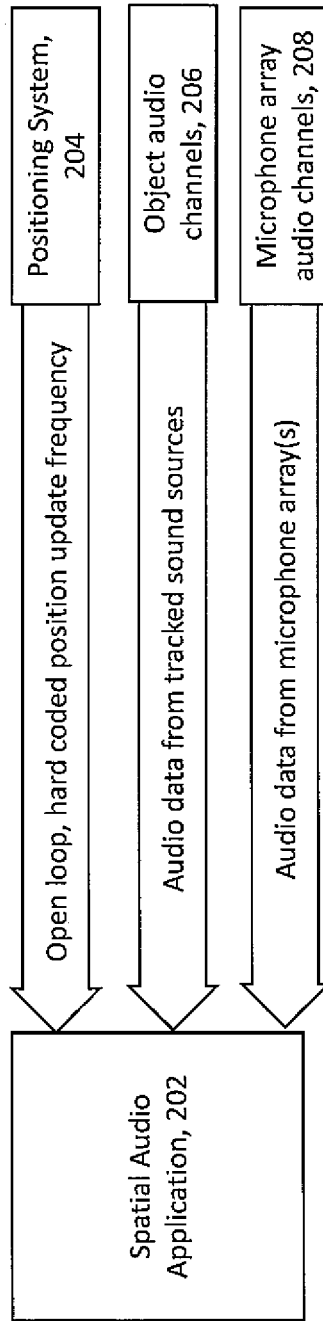 Positioning System,
204
Open loop, hard coded position update frequency
Object audio
channels, 206
Audio data from tracked sound sources
Microphone array
audio channels, 208
Audio data from microphone array(s)
Spatial Audio
Application, 202